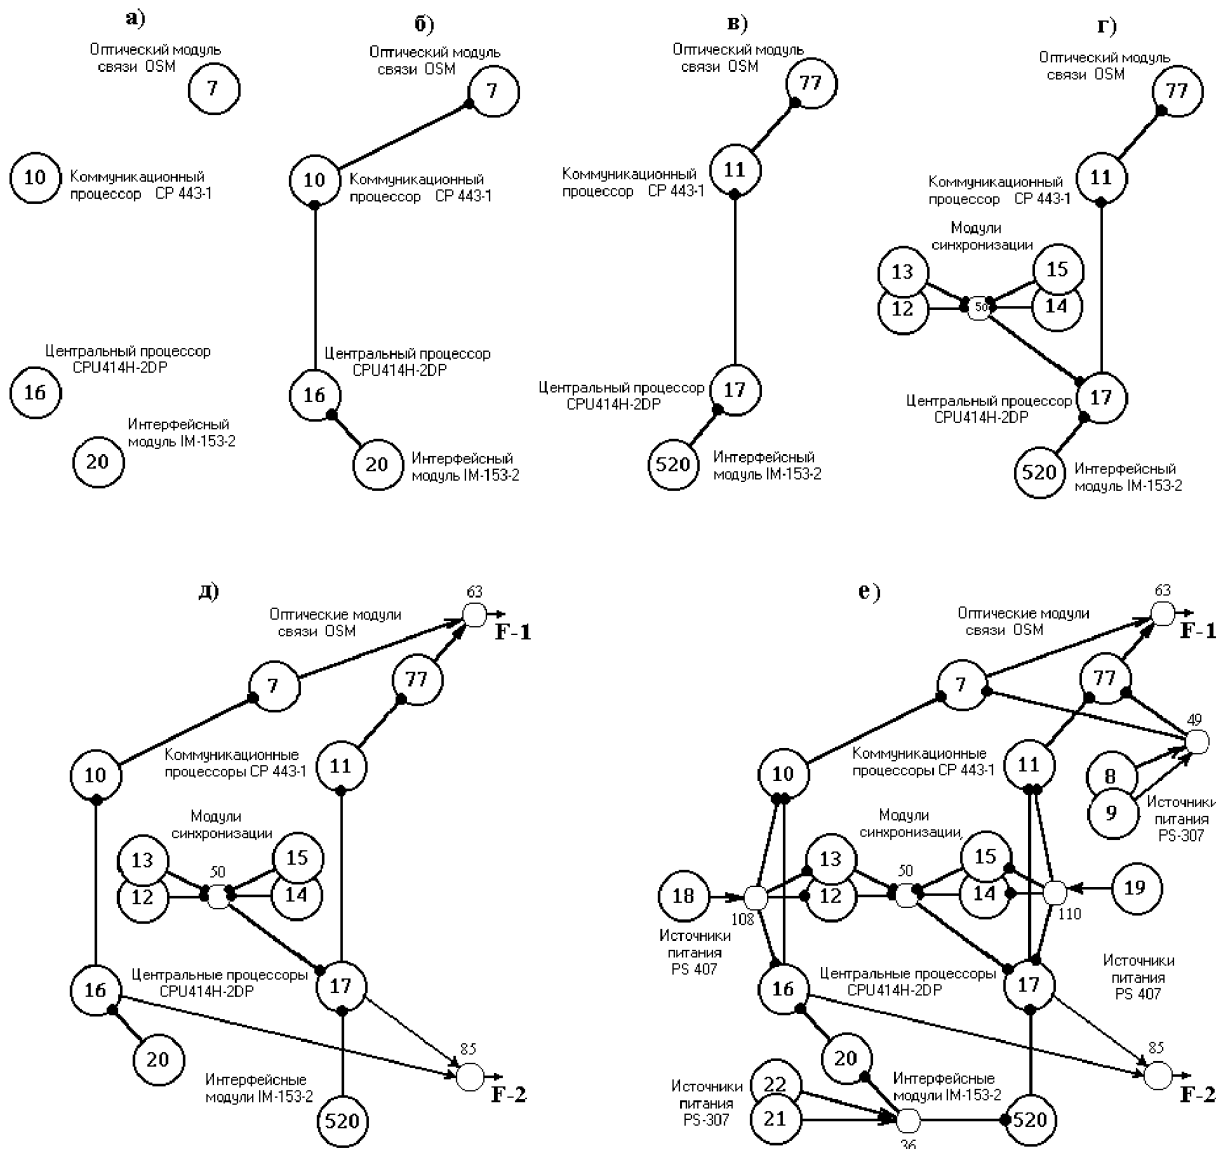 а)
Оптический модуль
связи OSM
7
10
Коммуникационный
процессор CP 443-1
Центральный процессор
CPU414H-2DP
16
Интерфейсный
модуль IM-153-2
20
б)
Оптический модуль
связи OSM
7
10
Коммуникационный
процессор CP 443-1
Центральный процессор
CPU414H-2DP
16
20
Интерфейсный
модуль IM-153-2
в)
Оптический модуль
связи OSM
77
11
Коммуникационный
процессор CP 443-1
Центральный процессор
CPU414H-2DP
17
520
Интерфейсный
модуль IM-153-2
г)
Оптический модуль
связи OSM
77
11
Коммуникационный
процессор CP 443-1
Модули
синхронизации
13
15
12
50
14
17
Центральный процессор
CPU414H-2DP
520
Интерфейсный
модуль IM-153-2
д)
63
F-1
Оптические модули
связи OSM
7
77
10
Коммуникационные
процессоры CP 443-1
11
Модули
синхронизации
13
50
15
12
14
Центральные процессоры
CPU414H-2DP
16
17
85
20
F-2
Интерфейсные
модули IM-153-2
520
е)
63
F-1
Оптические модули
связи OSM
7
77
49
10
Коммуникационные
процессоры CP 443-1
11
8
9
Источники
питания
PS-307
Модули
синхронизации
13
50
15
18
12
14
19
108
110
Источники
питания
PS 407
Источники
питания
PS 407
Центральные процессоры
CPU414H-2DP
16
17
85
20
F-2
Источники
питания
PS-307
22
21
Интерфейсные
модули IM-153-2
36
520